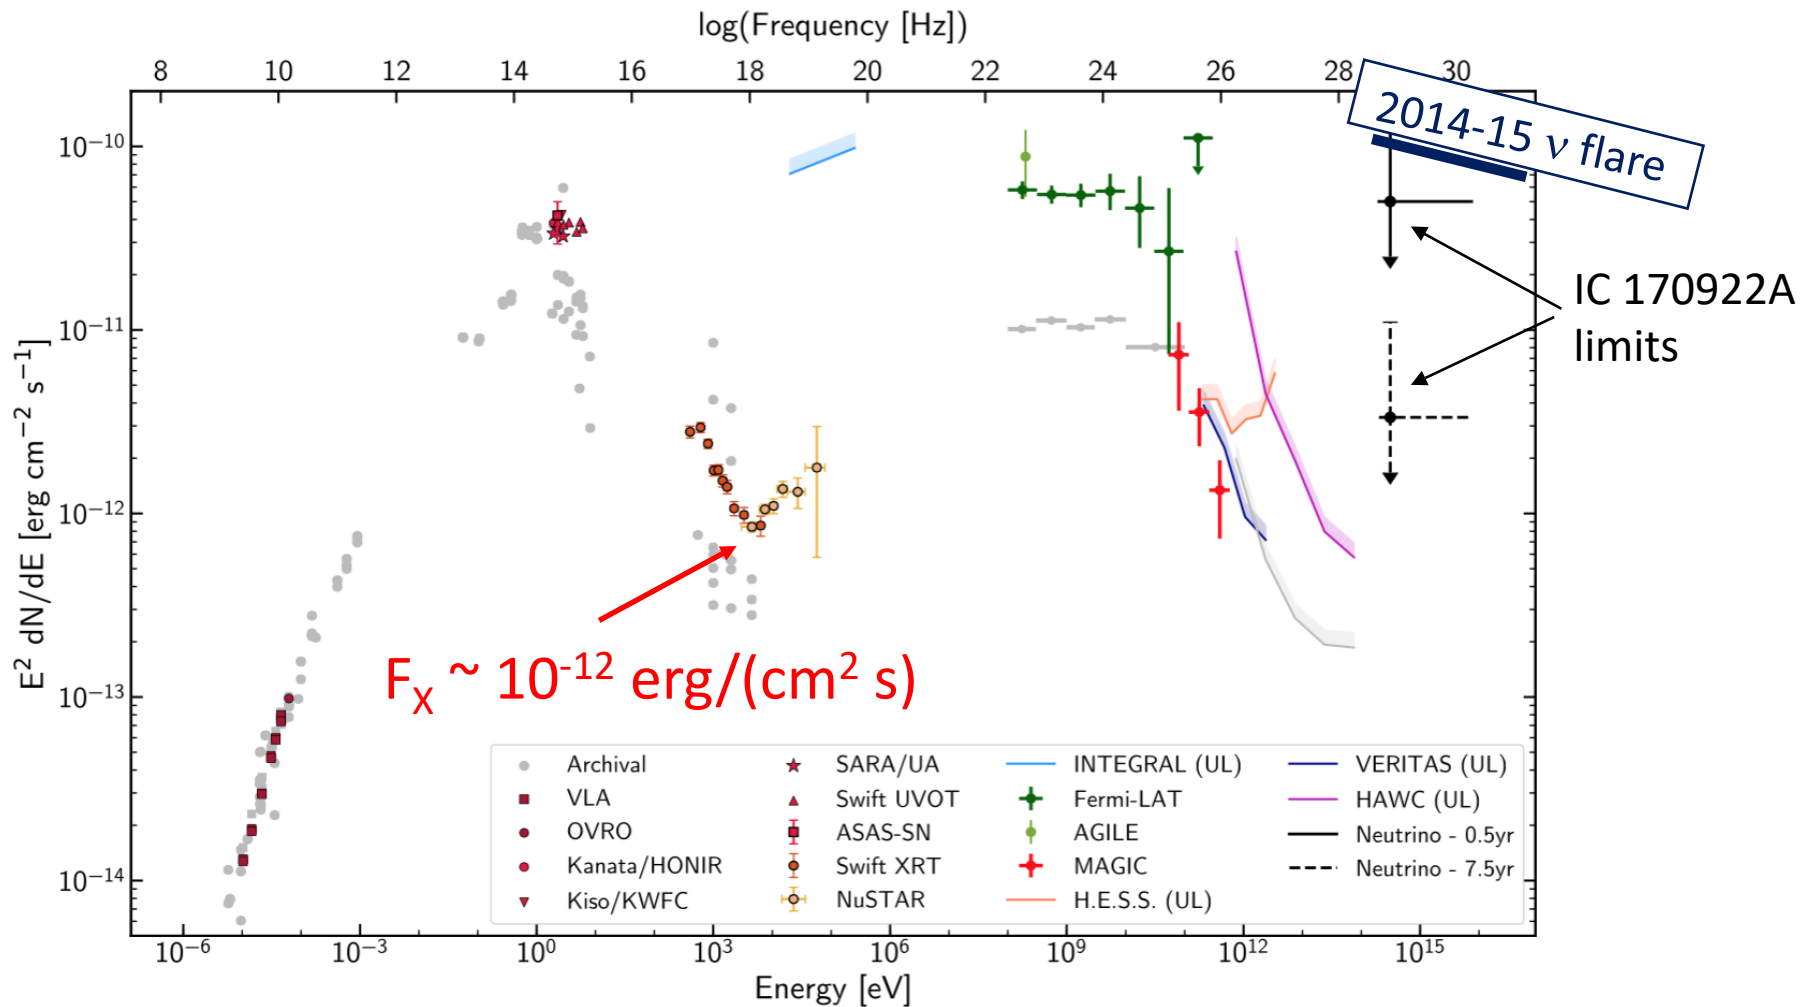 log(Frequency [Hz])
8 10 12 14 16 18 20 22 24 26 28 30
2014-15 ν flare
10⁻¹⁰
10⁻¹¹
10⁻¹²
10⁻¹³
10⁻¹⁴
E² dN/dE [erg cm⁻² s⁻¹]
IC 170922A
limits
F_X ~ 10⁻¹² erg/(cm² s)
Archival
VLA
OVRO
Kanata/HONIR
Kiso/KWFC
SARA/UA
Swift UVOT
ASAS-SN
Swift XRT
NuSTAR
INTEGRAL (UL)
Fermi-LAT
AGILE
MAGIC
H.E.S.S. (UL)
VERITAS (UL)
HAWC (UL)
Neutrino - 0.5yr
Neutrino - 7.5yr
10⁻⁶ 10⁻³ 10⁰ 10³ 10⁶ 10⁹ 10¹² 10¹⁵
Energy [eV]